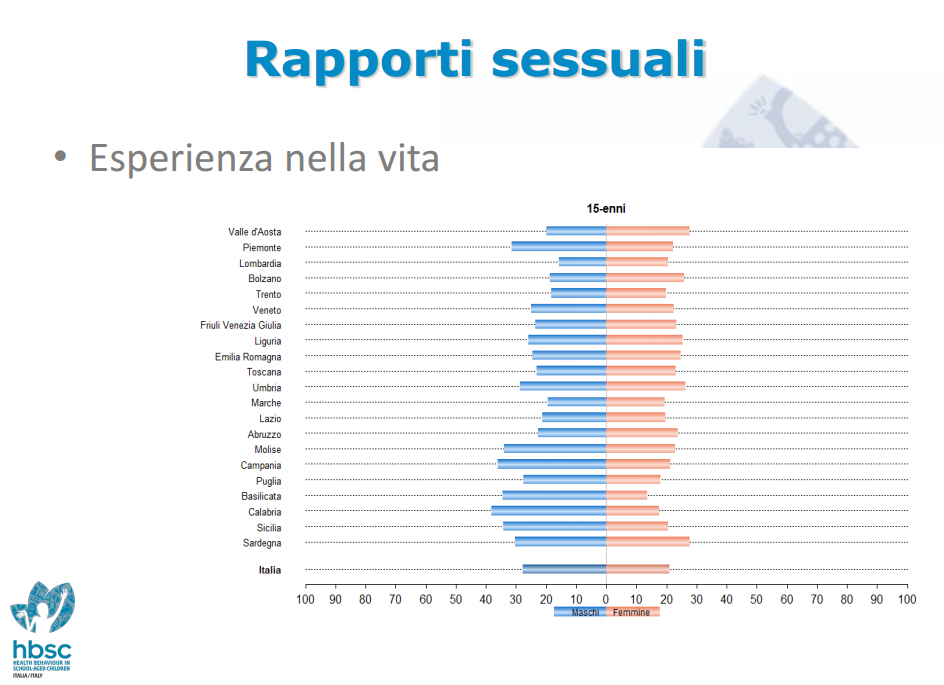 Rapporti sessuali
• Esperienza nella vita
15-enni
Valle d'Aosta
Piemonte
Lombardia
Bolzano
Trento
Veneto
Friuli Venezia Giulia
Liguria
Emilia Romagna
Toscana
Umbria
Marche
Lazio
Abruzzo
Molise
Campania
Puglia
Basilicata
Calabria
Sicilia
Sardegna
Italia
100 90 80 70 60 50 40 30 20 10 0 10 20 30 40 50 60 70 80 90 100
Maschi Femmine
hbsc
HEALTH BEHAVIOUR IN
SCHOOL-AGED CHILDREN
ITALIA / ITALY